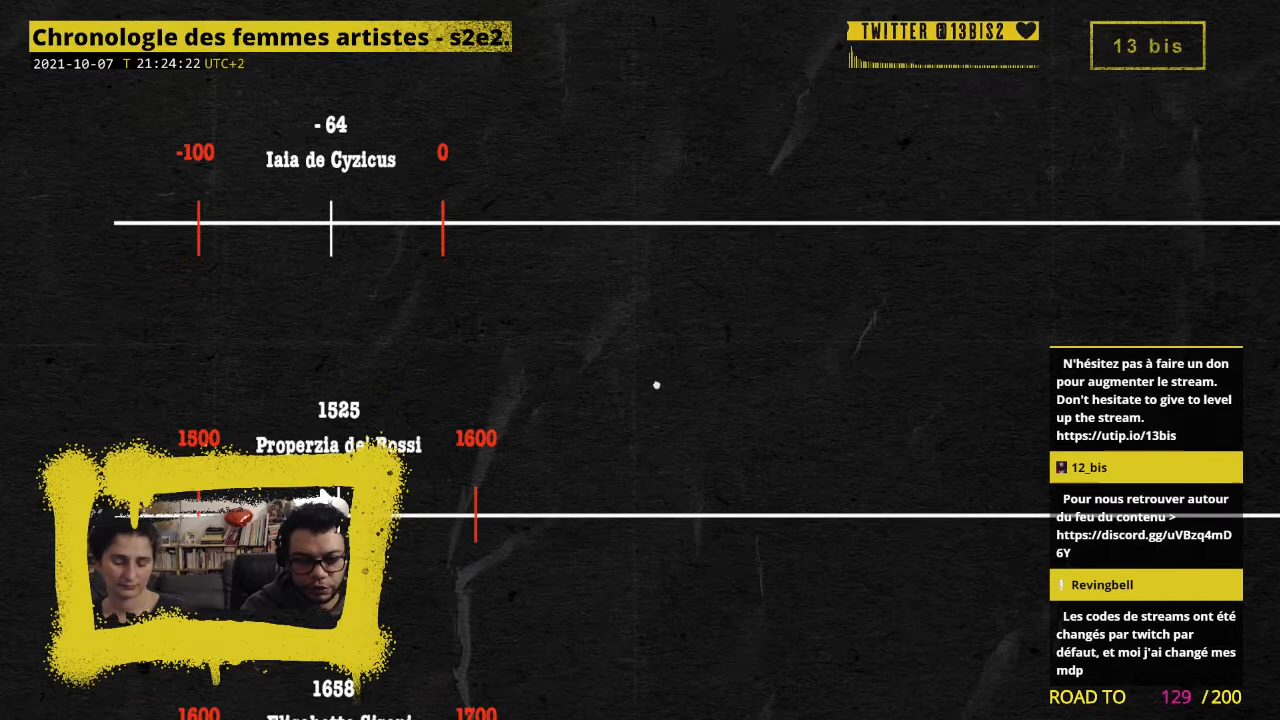 Chronologie des femmes artistes - s2e2.
2021-10-07 T 21:24:22 UTC+2
TWITTER @13BIS2
13 bis
- 64
-100
Iaia de Cyzicus
0
1525
1500
Properzia de' Rossi
1600
1658
1600
Elisabetta Sirani
1700
N'hésitez pas à faire un don
pour augmenter le stream.
Don't hesitate to give to level
up the stream.
https://utip.io/13bis
12_bis
Pour nous retrouver autour
du feu du contenu >
https://discord.gg/uVBzq4mD
6Y
Revingbell
Les codes de streams ont été
changés par twitch par
défaut, et moi j'ai changé mes
mdp
ROAD TO 129 / 200